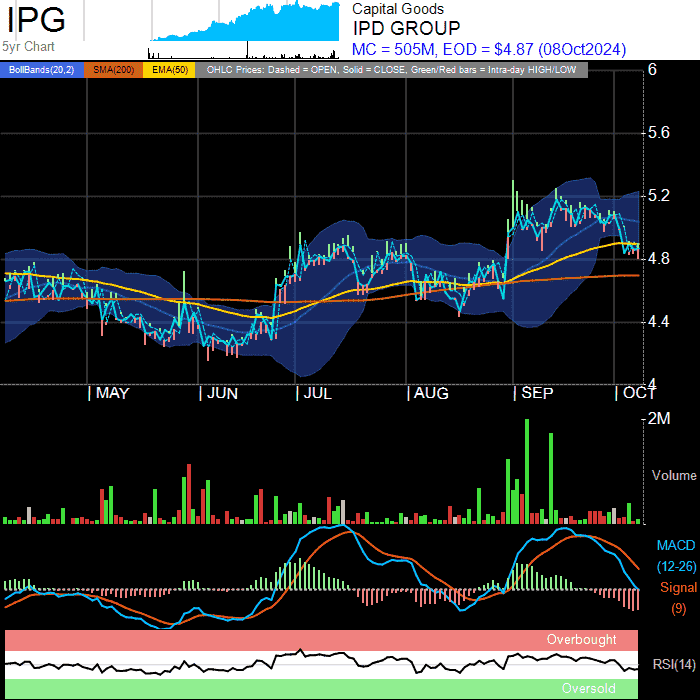 IPG
5yr Chart
Capital Goods
IPD GROUP
MC = 505M, EOD = $4.87 (08Oct2024)
BollBands(20,2) SMA(200) EMA(50) OHLC Prices: Dashed = OPEN, Solid = CLOSE, Green/Red bars = Intra-day HIGH/LOW
6
5.6
5.2
4.8
4.4
4
| MAY | JUN | JUL | AUG | SEP | OCT
2M
Volume
MACD
(12-26)
Signal
(9)
Overbought
RSI(14)
Oversold